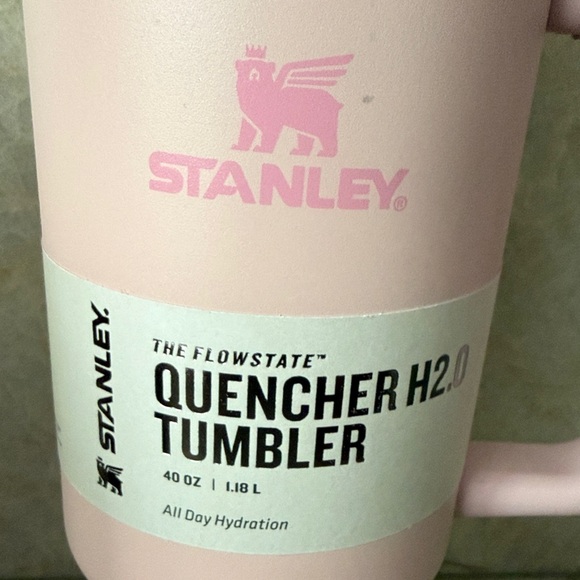 STANLEY®
STANLEY.
THE FLOWSTATE™
QUENCHER H2.0
TUMBLER
40 OZ | 1.18 L
All Day Hydration